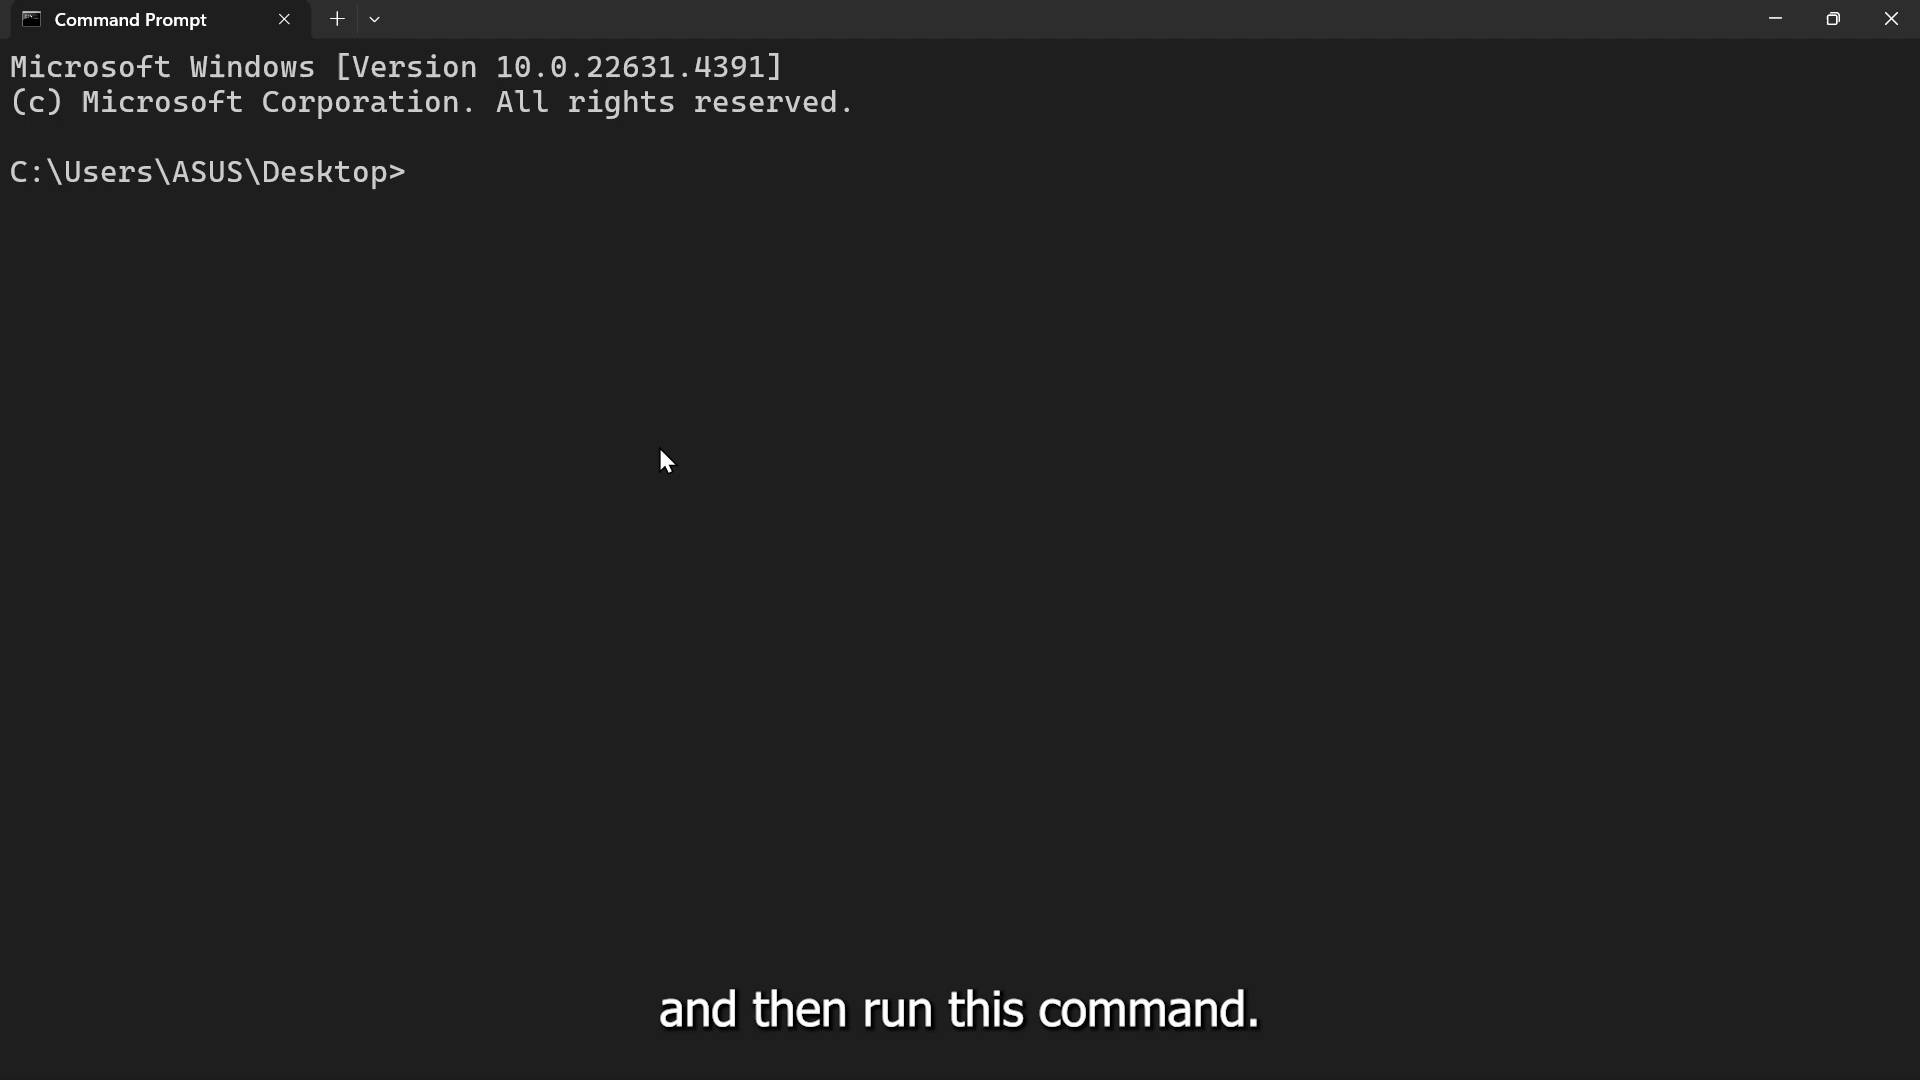 Command Prompt
Microsoft Windows [Version 10.0.22631.4391]
(c) Microsoft Corporation. All rights reserved.
C:\Users\ASUS\Desktop>
and then run this command.